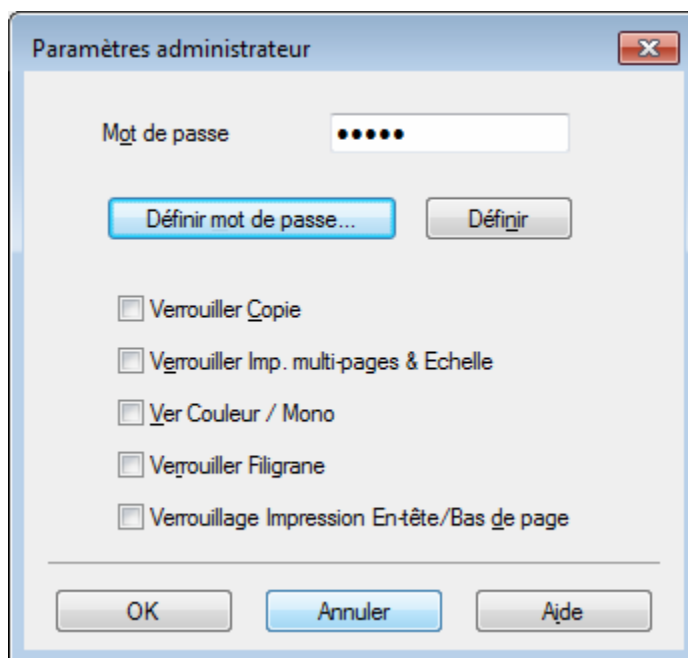 Paramètres administrateur
Mot de passe •••••
Définir mot de passe... Définir
Verrouiller Copie
Verrouiller Imp. multi-pages & Echelle
Ver Couleur / Mono
Verrouiller Filigrane
Verrouillage Impression En-tête/Bas de page
OK Annuler Aide